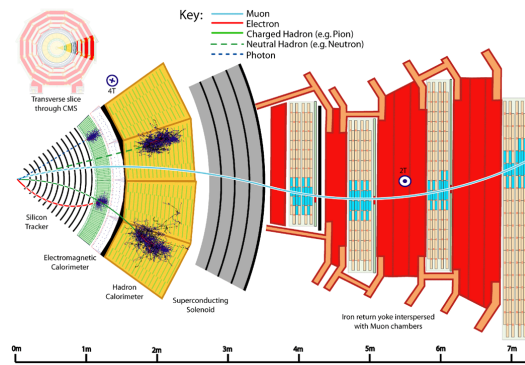 Key:
Muon
Electron
Charged Hadron (e.g. Pion)
Neutral Hadron (e.g. Neutron)
Photon
Transverse slice
through CMS
4T
2T
Silicon
Tracker
Electromagnetic
Calorimeter
Hadron
Calorimeter
Superconducting
Solenoid
Iron return yoke interspersed
with Muon chambers
0m
1m
2m
3m
4m
5m
6m
7m